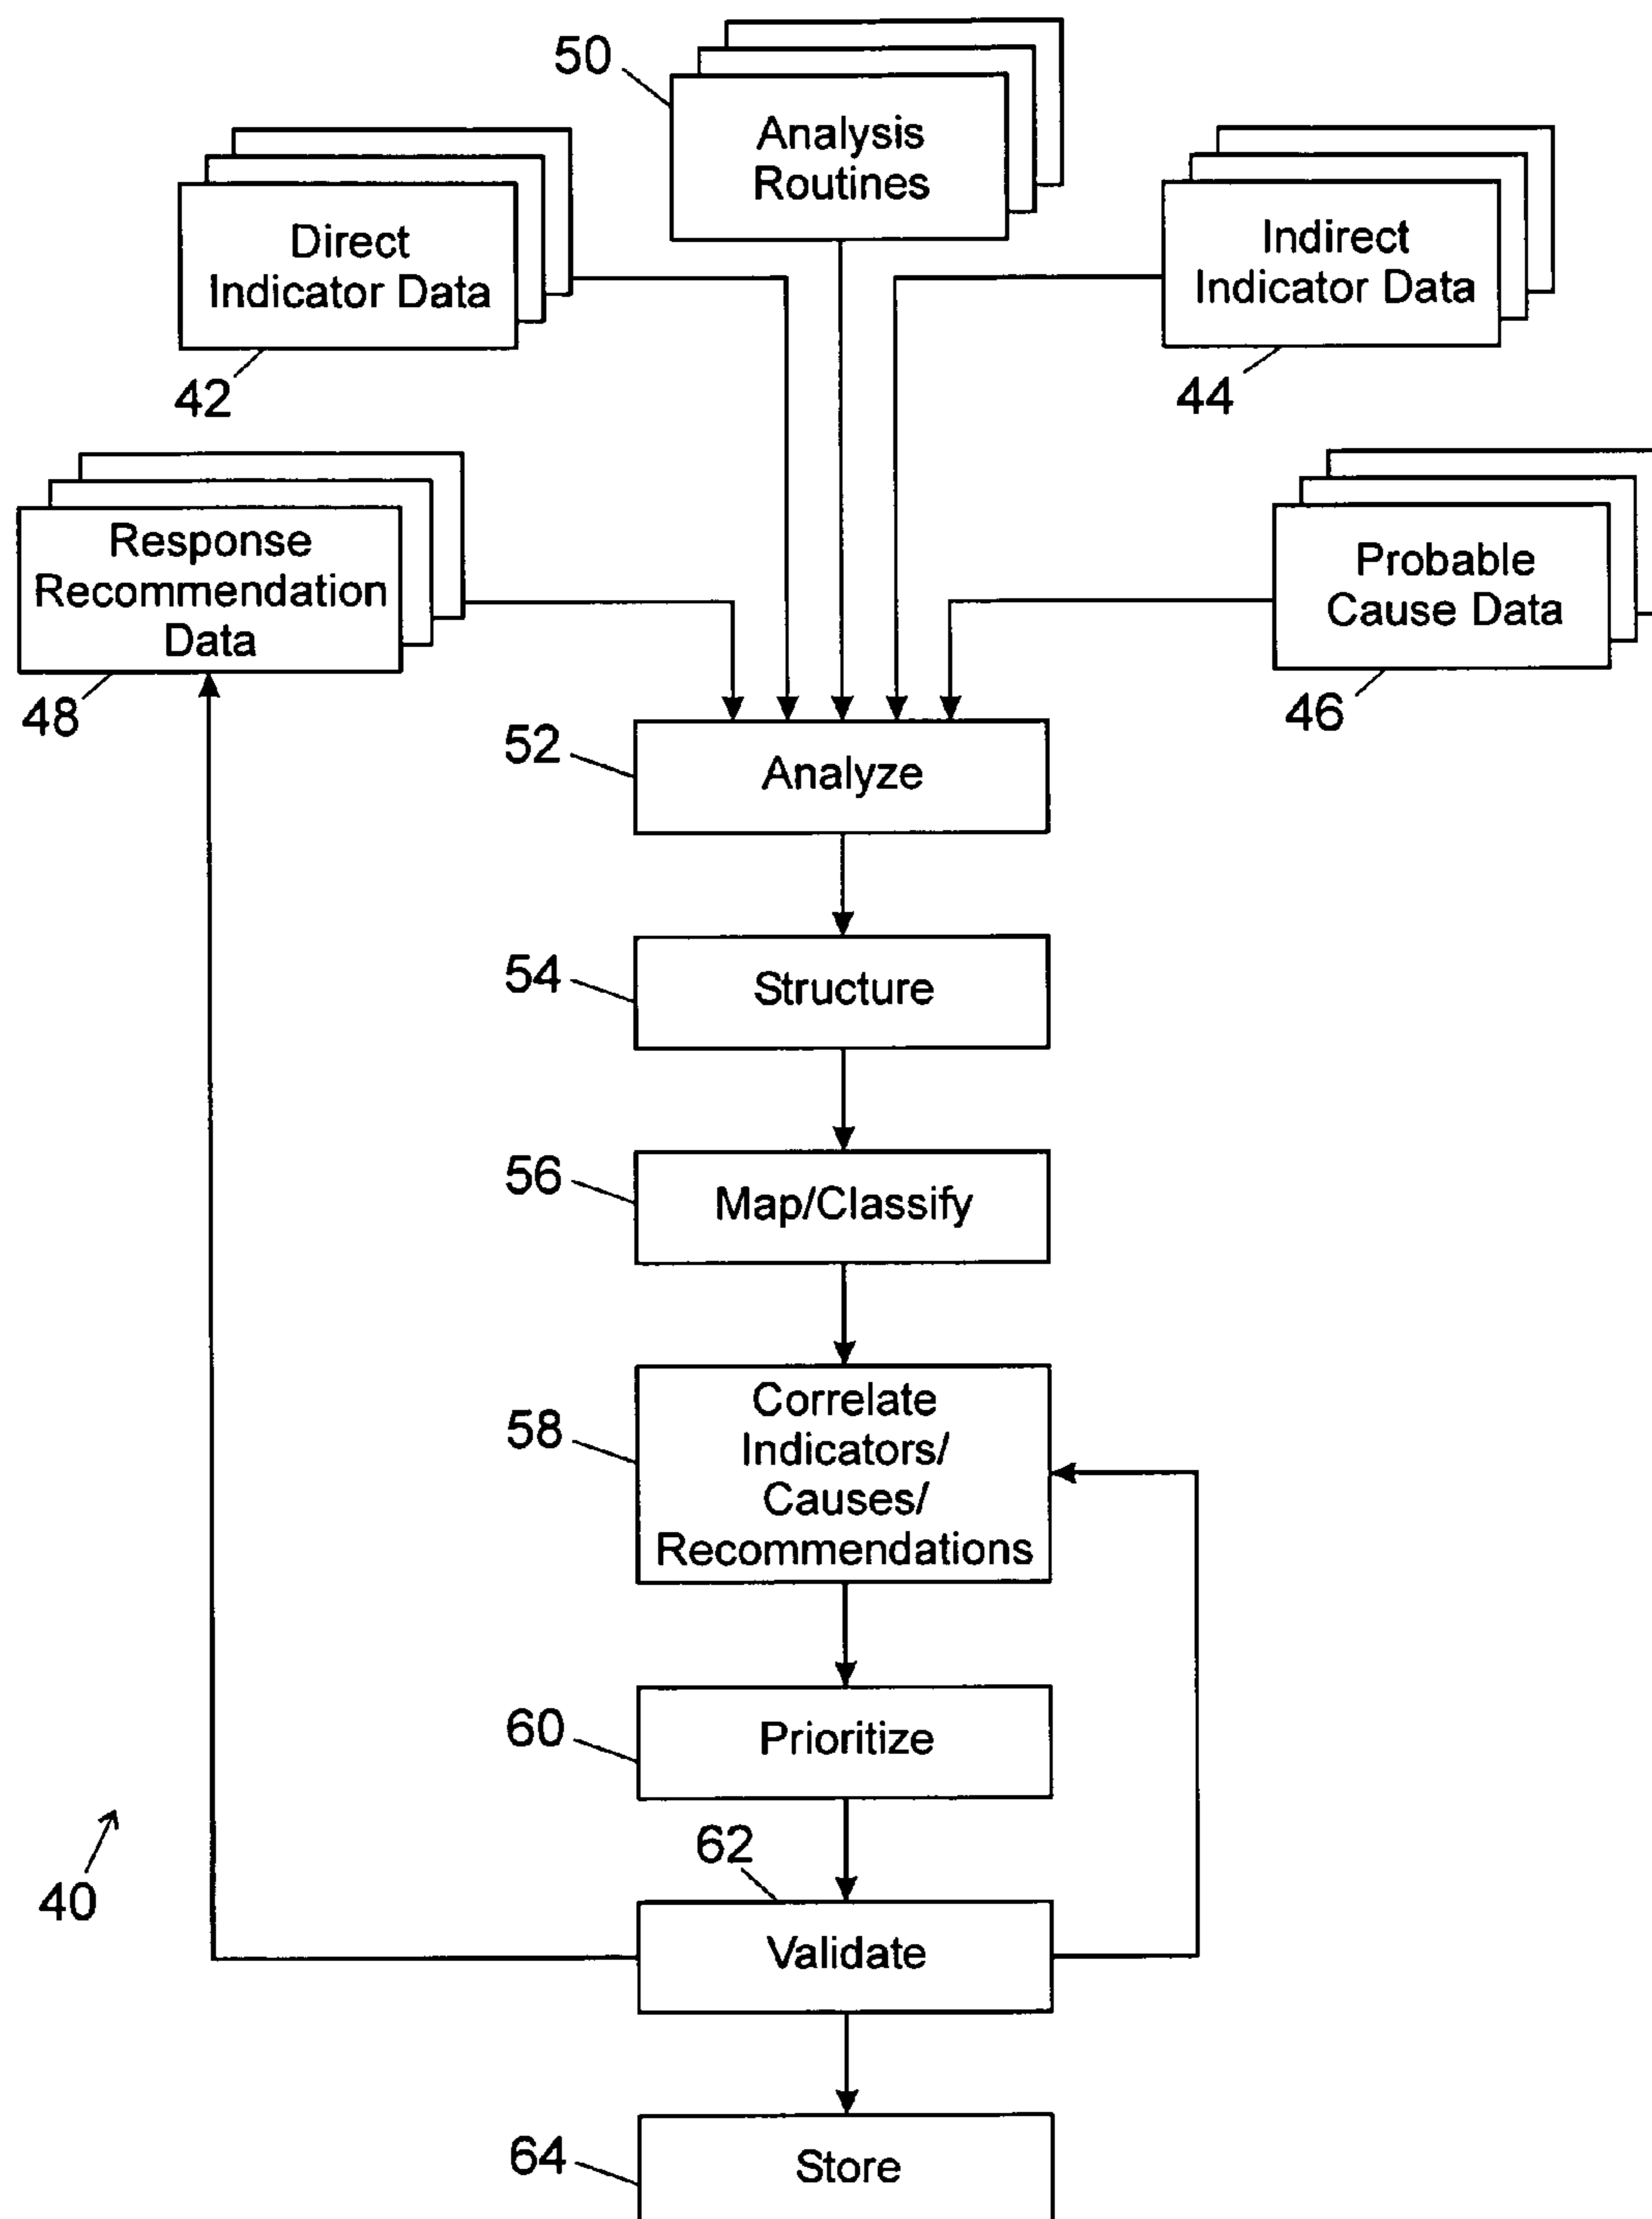 50
Analysis
Routines
Direct
Indicator Data
42
Indirect
Indicator Data
44
Response
Recommendation
Data
48
Probable
Cause Data
46
52
Analyze
54
Structure
56
Map/Classify
58
Correlate
Indicators/
Causes/
Recommendations
60
Prioritize
40
62
Validate
64
Store